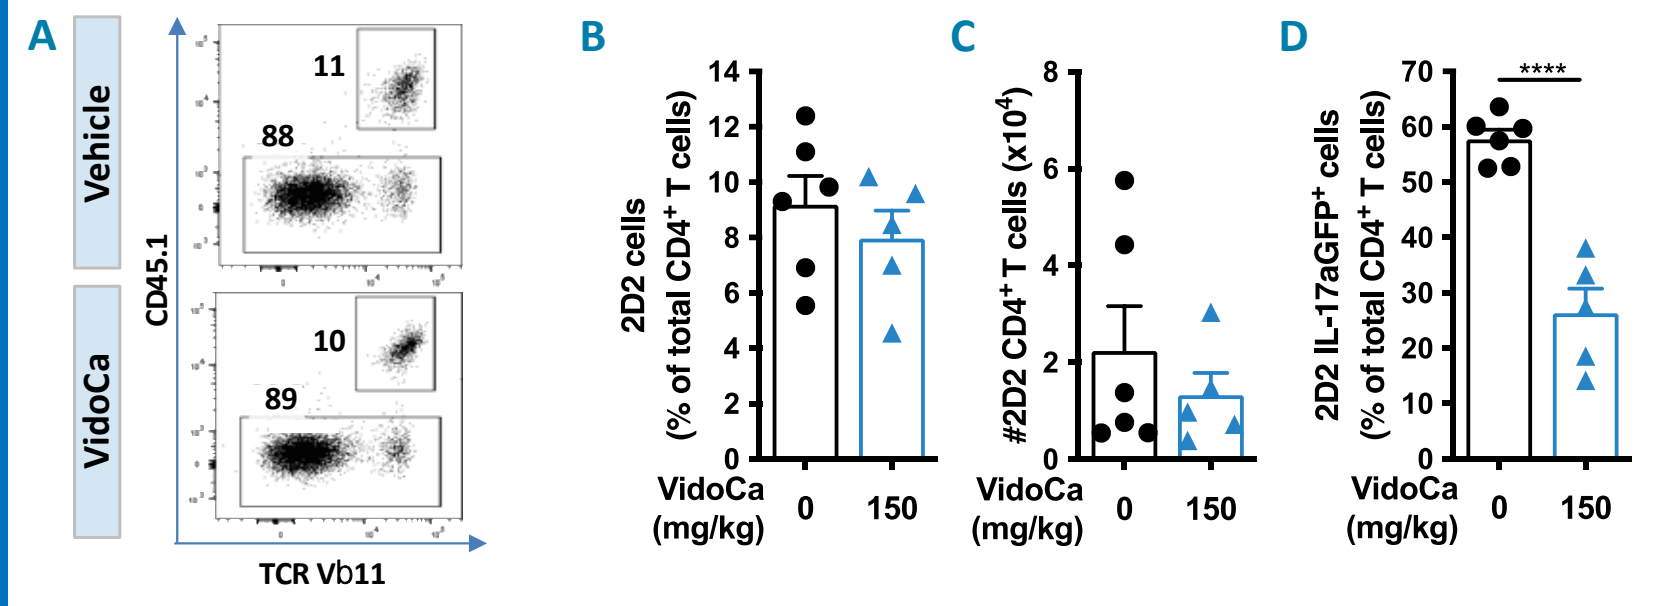 A
Vehicle
VidoCa
CD45.1
11
88
10
89
TCR Vb11
B
2D2 cells
(% of total CD4⁺ T cells)
14
12
10
8
6
4
2
0
VidoCa
(mg/kg)
0
150
C
#2D2 CD4⁺ T cells (x10⁴)
8
6
4
2
0
VidoCa
(mg/kg)
0
150
D
2D2 IL-17aGFP⁺ cells
(% of total CD4⁺ T cells)
70
60
50
40
30
20
10
0
****
VidoCa
(mg/kg)
0
150